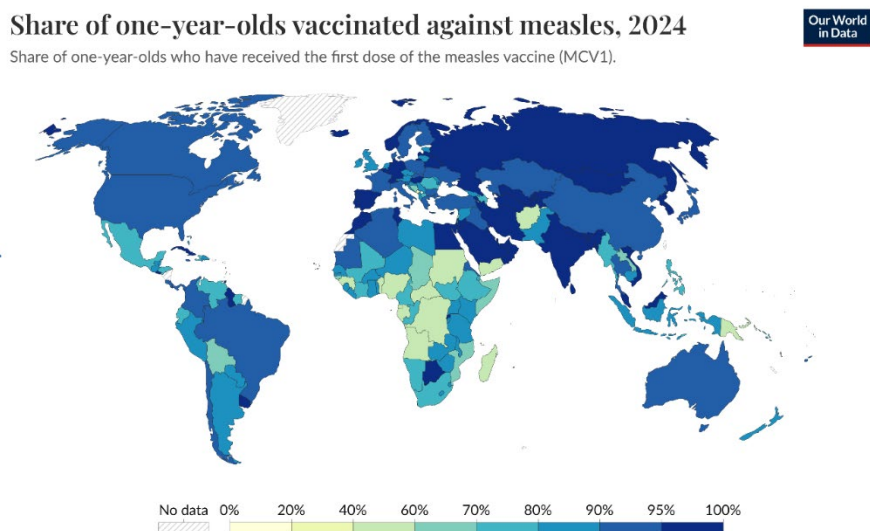 Share of one-year-olds vaccinated against measles, 2024
Our World
in Data
Share of one-year-olds who have received the first dose of the measles vaccine (MCV1).
No data 0% 20% 40% 60% 70% 80% 90% 95% 100%